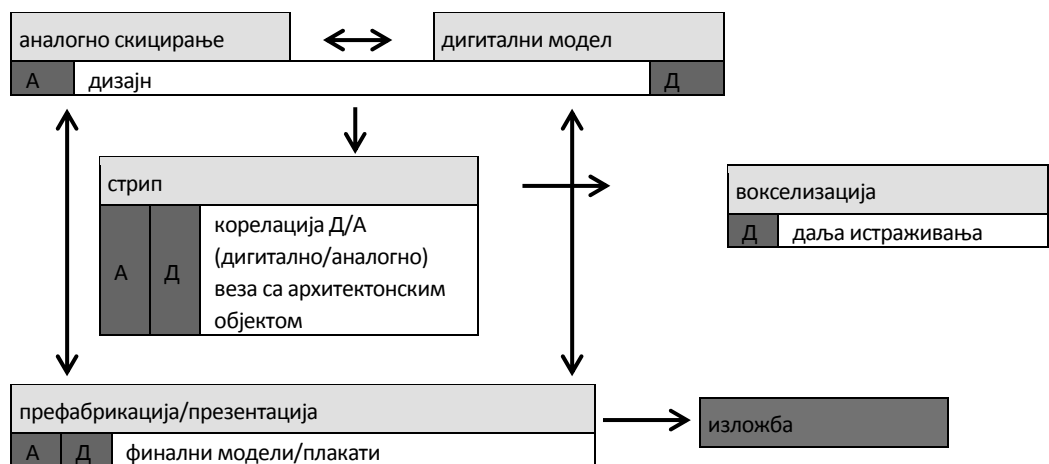 аналогно скицирање
дигитални модел
А дизајн Д
стрип
А Д
корелација Д/А
(дигитално/аналогно)
веза са архитектонским
објектом
вокселизација
Д даља истраживања
префабрикација/презентација
А Д финални модели/плакати
изложба